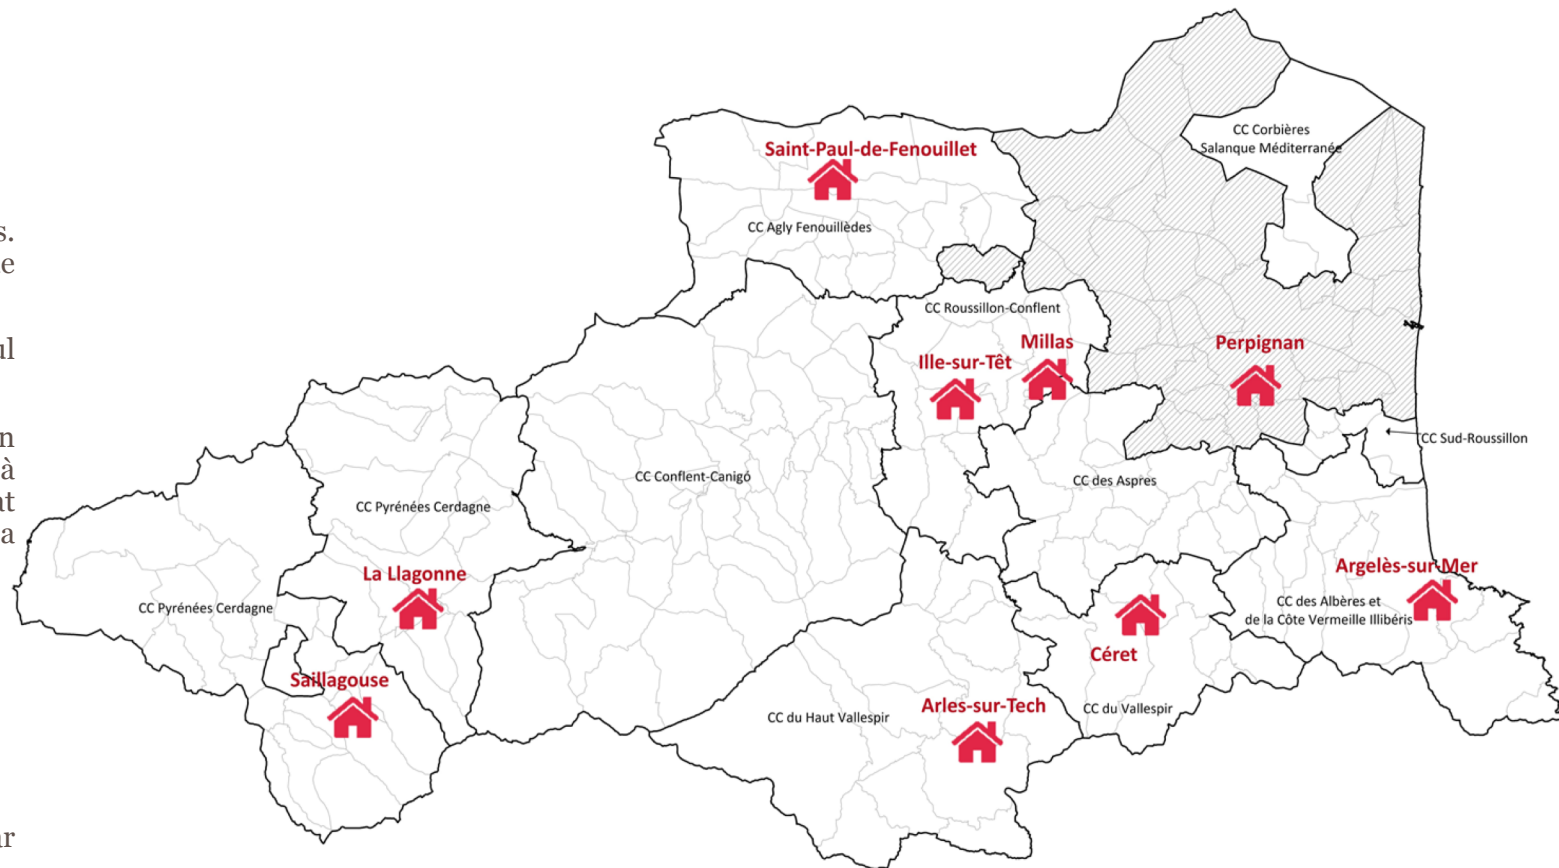 s.
e
ul
n
à
at
a
ar
CC Corbières
Salanque Méditerranée
Saint-Paul-de-Fenouillet
CC Agly Fenouillèdes
CC Roussillon-Conflent
Millas
Ille-sur-Têt
Perpignan
CC Sud-Roussillon
CC Conflent-Canigó
CC des Aspres
CC Pyrénées Cerdagne
La Llagonne
CC Pyrénées Cerdagne
Argelès-sur-Mer
CC des Albères et
de la Côte Vermeille Illibéris
Céret
Saillagouse
Arles-sur-Tech
CC du Haut Vallespir
CC du Vallespir